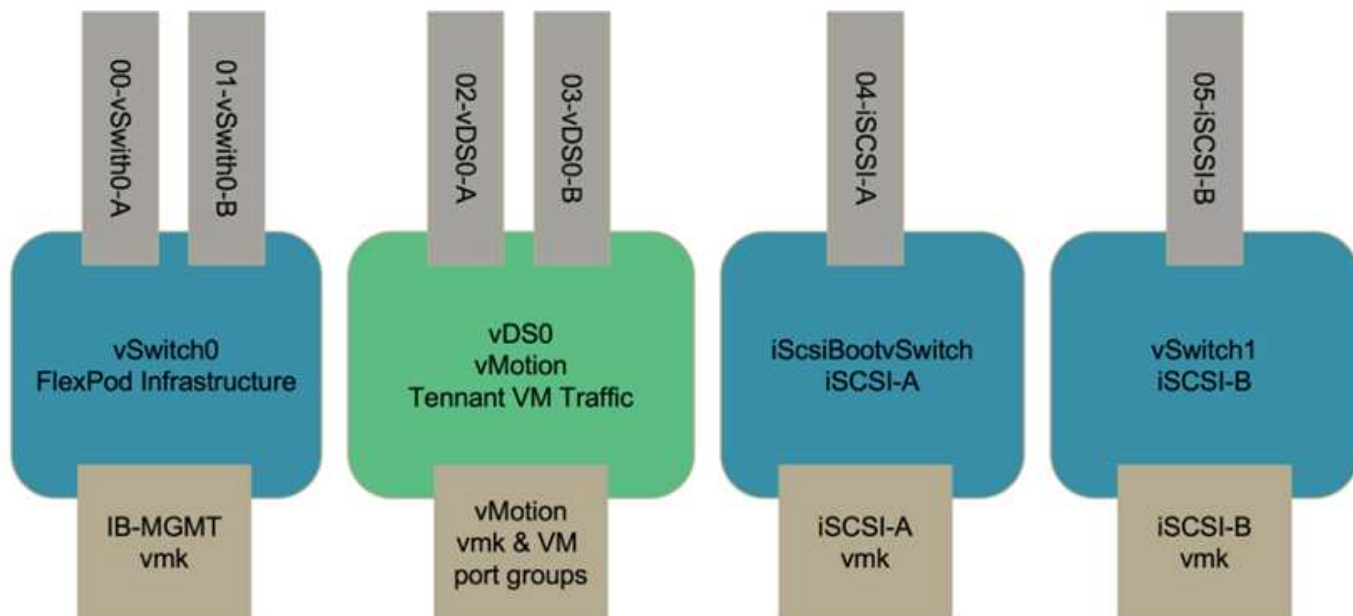 00-vSwith0-A
01-vSwith0-B
02-vDS0-A
03-vDS0-B
04-iSCSI-A
05-iSCSI-B
vSwitch0
FlexPod Infrastructure
vDS0
vMotion
Tennant VM Traffic
iScsiBootvSwitch
iSCSI-A
vSwitch1
iSCSI-B
IB-MGMT
vmk
vMotion
vmk & VM
port groups
iSCSI-A
vmk
iSCSI-B
vmk